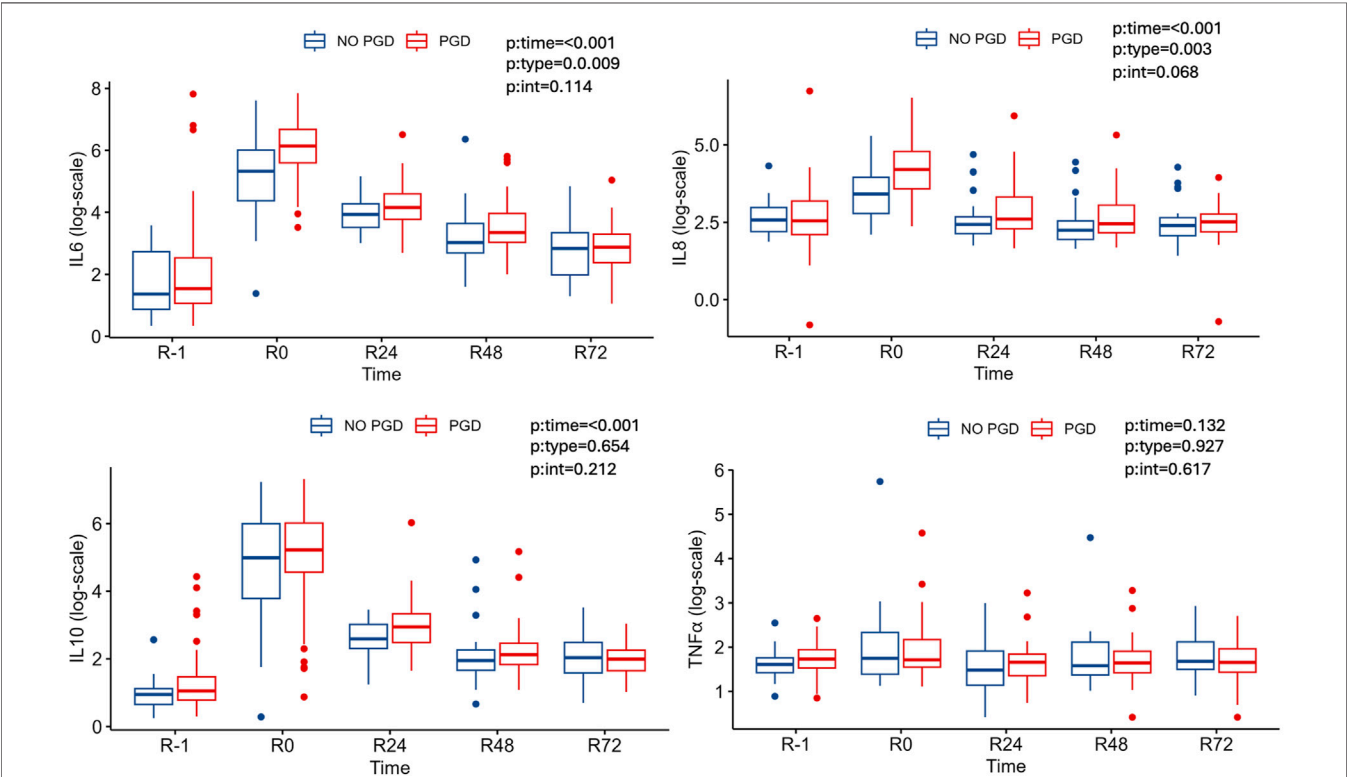 NO PGD PGD
p:time=<0.001
p:type=0.0.009
p:int=0.114
IL6 (log-scale)
8
6
4
2
0
R-1 R0 R24 R48 R72
Time
NO PGD PGD
p:time=<0.001
p:type=0.003
p:int=0.068
IL8 (log-scale)
5.0
2.5
0.0
R-1 R0 R24 R48 R72
Time
NO PGD PGD
p:time=<0.001
p:type=0.654
p:int=0.212
IL10 (log-scale)
6
4
2
0
R-1 R0 R24 R48 R72
Time
NO PGD PGD
p:time=0.132
p:type=0.927
p:int=0.617
TNFα (log-scale)
6
5
4
3
2
1
R-1 R0 R24 R48 R72
Time